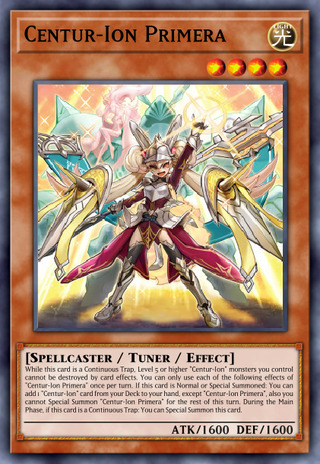 Centur-Ion Primera
LIGHT
光
[Spellcaster / Tuner / Effect]
While this card is a Continuous Trap, Level 5 or higher "Centur-Ion" monsters you control
cannot be destroyed by card effects. You can only use each of the following effects of
"Centur-Ion Primera" once per turn. If this card is Normal or Special Summoned: You can
add 1 "Centur-Ion" card from your Deck to your hand, except "Centur-Ion Primera", also you
cannot Special Summon "Centur-Ion Primera" for the rest of this turn. During the Main
Phase, if this card is a Continuous Trap: You can Special Summon this card.
ATK/1600 DEF/1600